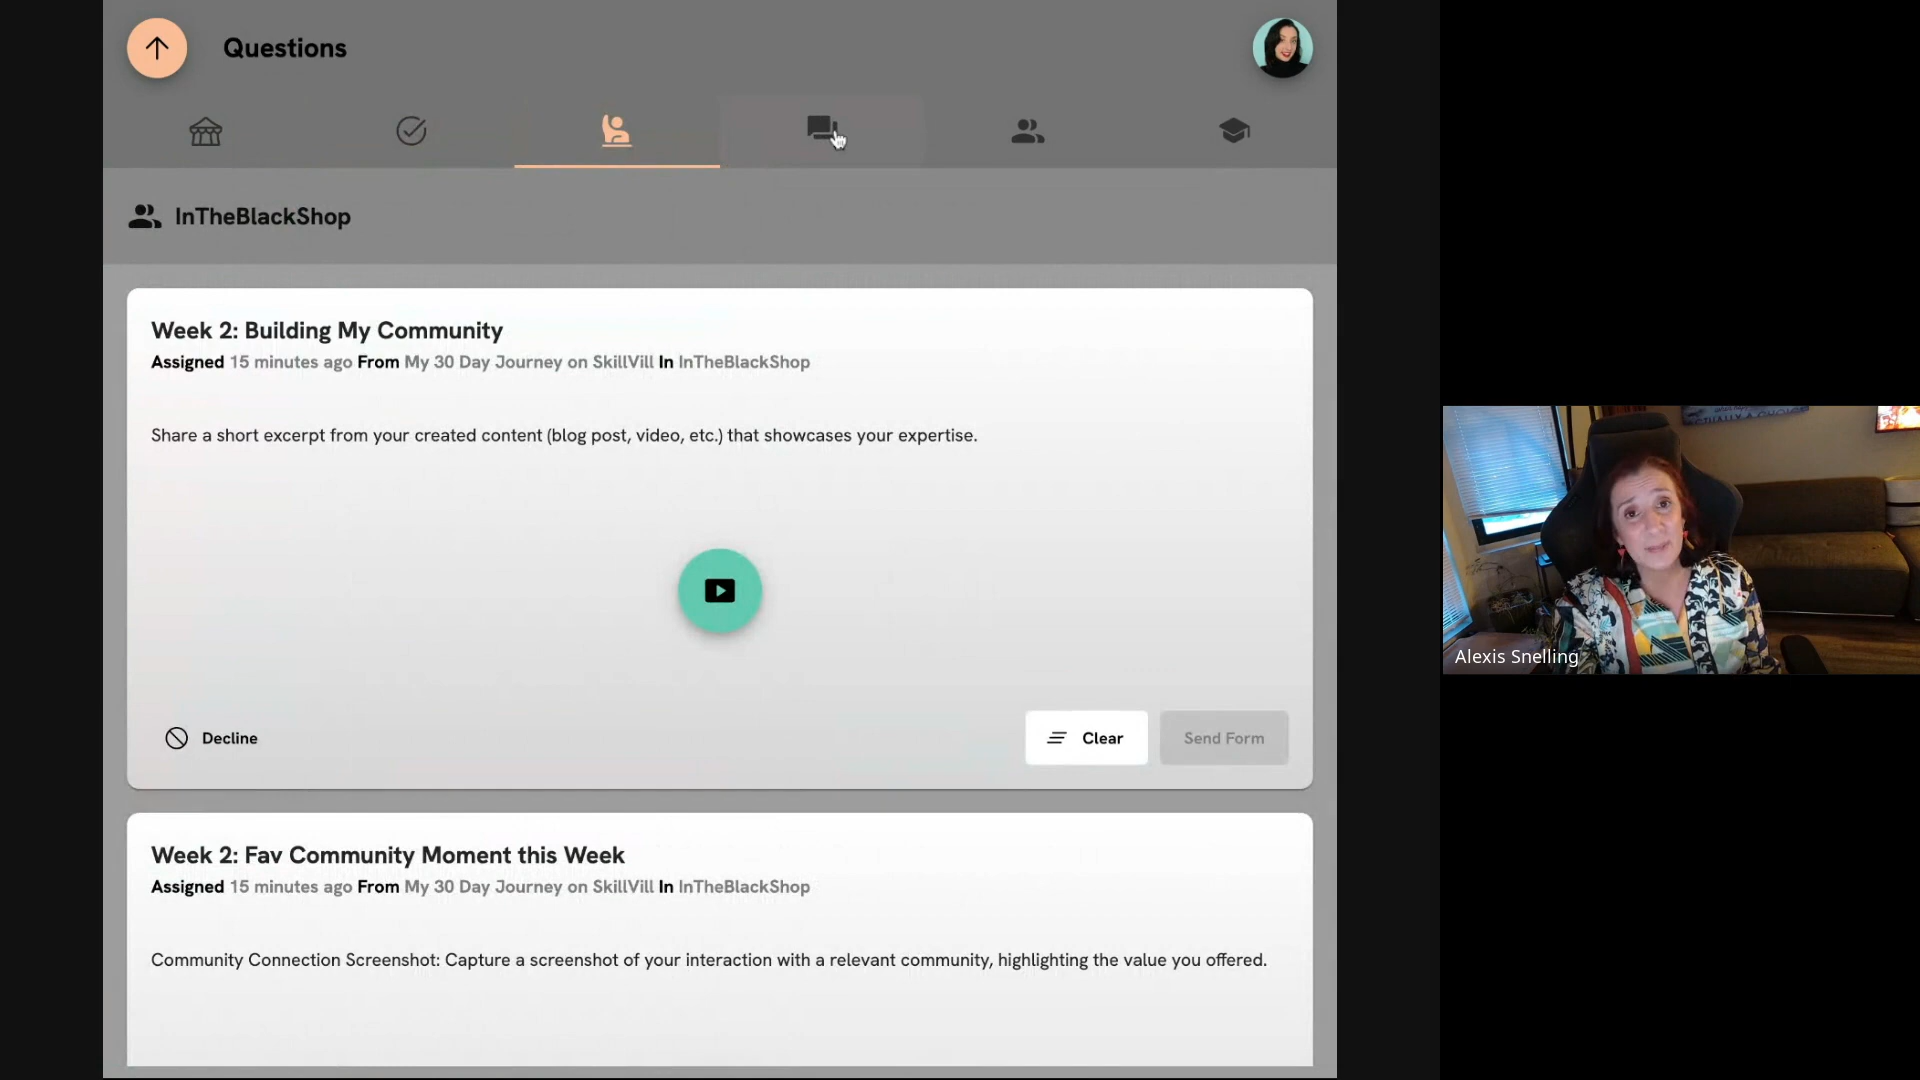 Questions
InTheBlackShop
Week 2: Building My Community
Assigned 15 minutes ago From My 30 Day Journey on SkillVill In InTheBlackShop
Share a short excerpt from your created content (blog post, video, etc.) that showcases your expertise.
Decline
Clear
Send Form
Week 2: Fav Community Moment this Week
Assigned 15 minutes ago From My 30 Day Journey on SkillVill In InTheBlackShop
Community Connection Screenshot: Capture a screenshot of your interaction with a relevant community, highlighting the value you offered.
Alexis Snelling